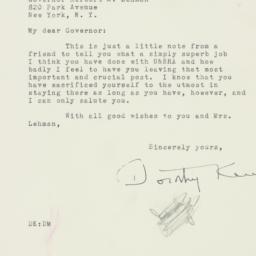 Governor Herbert H. Lehman
820 Park Avenue
New York, N. Y.
My dear Governor:
This is just a little note from a
friend to tell you what a simply superb job
I think you have done with UNRRA and how
badly I feel to have you leaving that most
important and crucial post. I know that you
have sacrificed yourself to the utmost in
staying there as long as you have, however, and
I can only salute you.
With all good wishes to you and Mrs.
Lehman,
Sincerely yours,
Dorothy
DK:DM